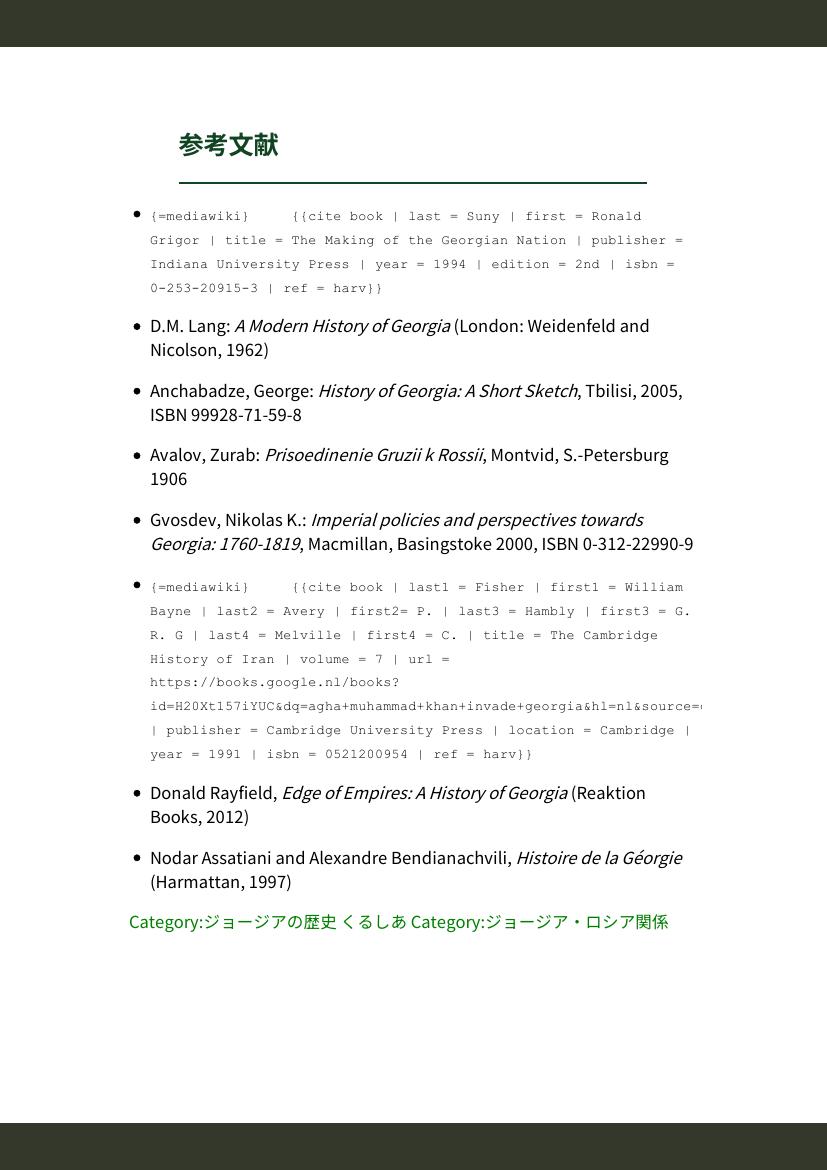 参考文献
• {=mediawiki} {{cite book | last = Suny | first = Ronald
Grigor | title = The Making of the Georgian Nation | publisher =
Indiana University Press | year = 1994 | edition = 2nd | isbn =
0-253-20915-3 | ref = harv}}
• D.M. Lang: A Modern History of Georgia (London: Weidenfeld and
Nicolson, 1962)
• Anchabadze, George: History of Georgia: A Short Sketch, Tbilisi, 2005,
ISBN 99928-71-59-8
• Avalov, Zurab: Prisoedinenie Gruzii k Rossii, Montvid, S.-Petersburg
1906
• Gvosdev, Nikolas K.: Imperial policies and perspectives towards
Georgia: 1760-1819, Macmillan, Basingstoke 2000, ISBN 0-312-22990-9
• {=mediawiki} {{cite book | last1 = Fisher | first1 = William
Bayne | last2 = Avery | first2= P. | last3 = Hambly | first3 = G.
R. G | last4 = Melville | first4 = C. | title = The Cambridge
History of Iran | volume = 7 | url =
https://books.google.nl/books?
id=H20Xt157iYUC&dq=agha+muhammad+khan+invade+georgia&hl=nl&source=
| publisher = Cambridge University Press | location = Cambridge |
year = 1991 | isbn = 0521200954 | ref = harv}}
• Donald Rayfield, Edge of Empires: A History of Georgia (Reaktion
Books, 2012)
• Nodar Assatiani and Alexandre Bendianachvili, Histoire de la Géorgie
(Harmattan, 1997)
Category:ジョージアの歴史 くるしあ Category:ジョージア・ロシア関係